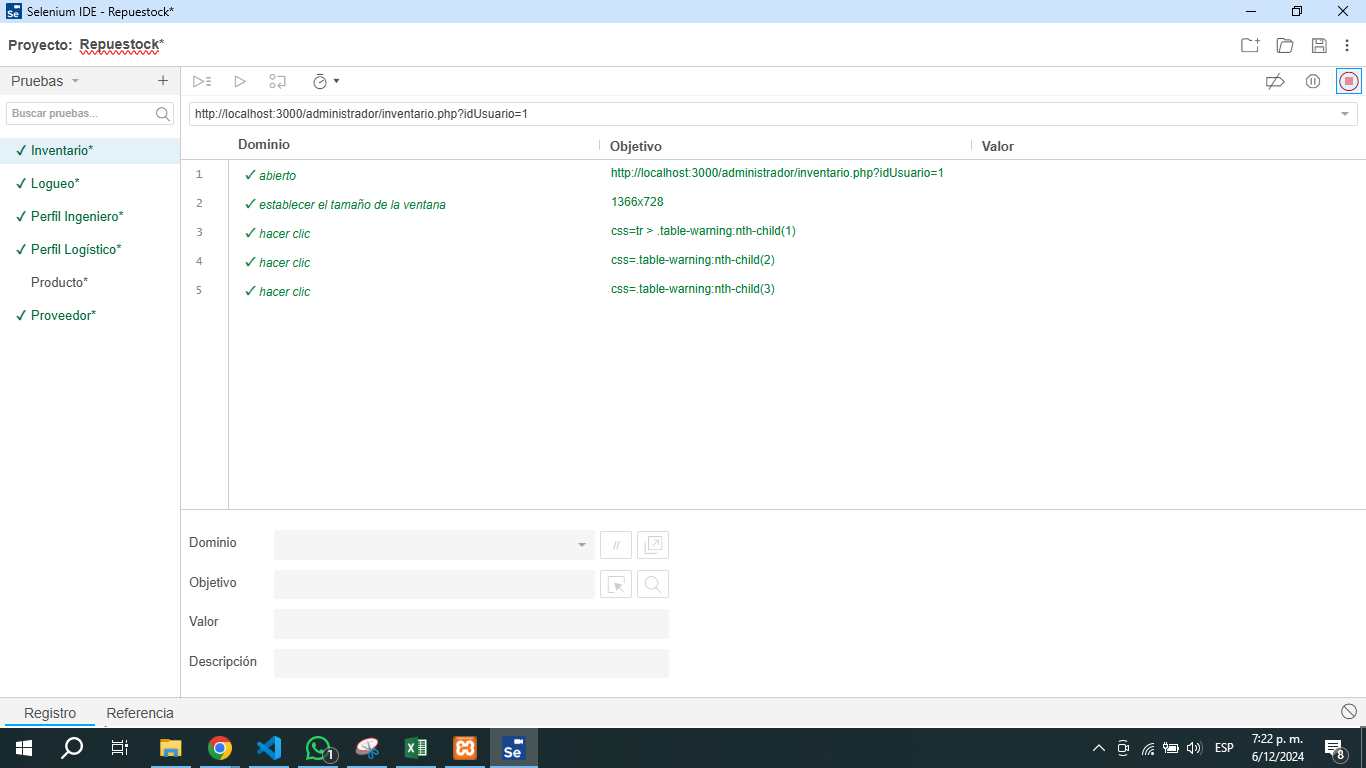 Selenium IDE - Repuestock*
Proyecto: Repuestock*
Pruebas
Buscar pruebas...
✓ Inventario*
✓ Logueo*
✓ Perfil Ingeniero*
✓ Perfil Logístico*
Producto*
✓ Proveedor*
http://localhost:3000/administrador/inventario.php?idUsuario=1
Dominio Objetivo Valor
1 ✓ abierto http://localhost:3000/administrador/inventario.php?idUsuario=1
2 ✓ establecer el tamaño de la ventana 1366x728
3 ✓ hacer clic css=tr > .table-warning:nth-child(1)
4 ✓ hacer clic css=.table-warning:nth-child(2)
5 ✓ hacer clic css=.table-warning:nth-child(3)
Dominio //
Objetivo
Valor
Descripción
Registro Referencia
1
Se
ESP
7:22 p. m.
6/12/2024
8